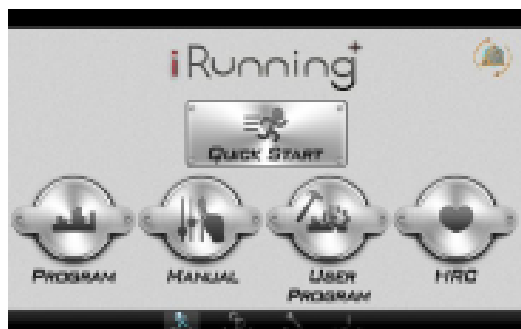 iRunning+
QUICK START
PROGRAM
MANUAL
USER
PROGRAM
HRC